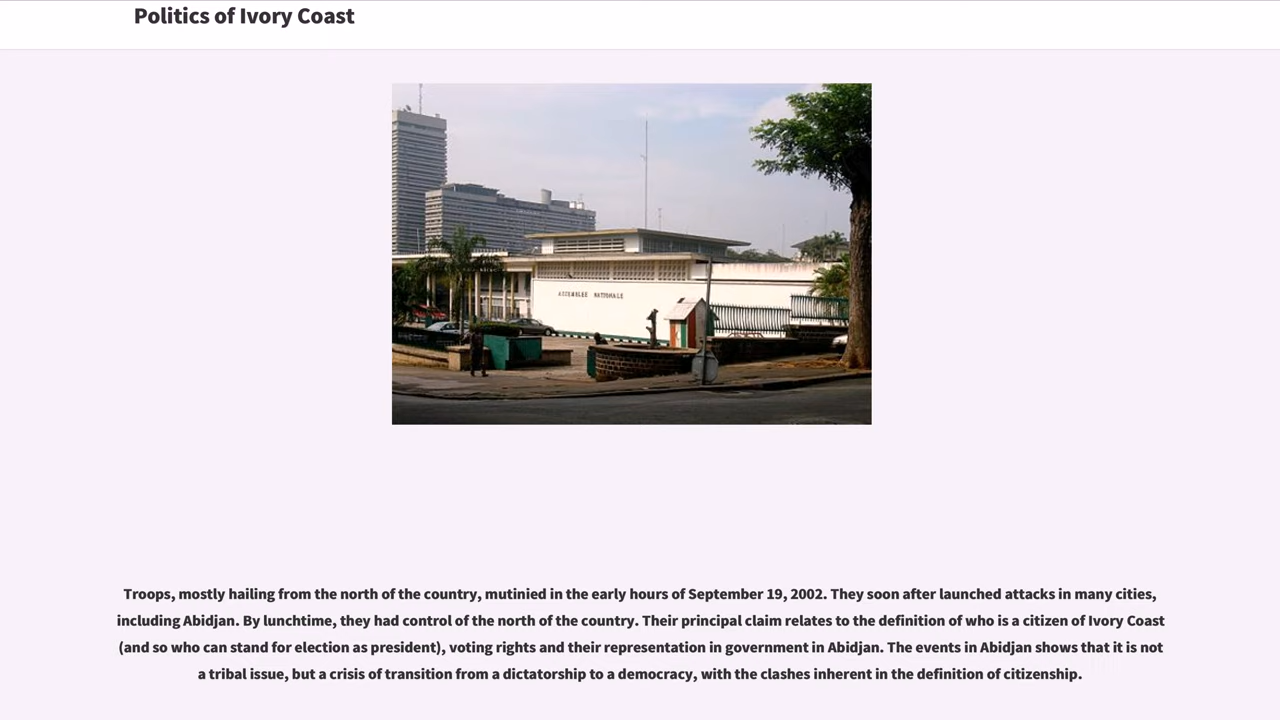 Politics of Ivory Coast
ASSEMBLEE NATIONALE
Troops, mostly hailing from the north of the country, mutinied in the early hours of September 19, 2002. They soon after launched attacks in many cities,
including Abidjan. By lunchtime, they had control of the north of the country. Their principal claim relates to the definition of who is a citizen of Ivory Coast
(and so who can stand for election as president), voting rights and their representation in government in Abidjan. The events in Abidjan shows that it is not
a tribal issue, but a crisis of transition from a dictatorship to a democracy, with the clashes inherent in the definition of citizenship.